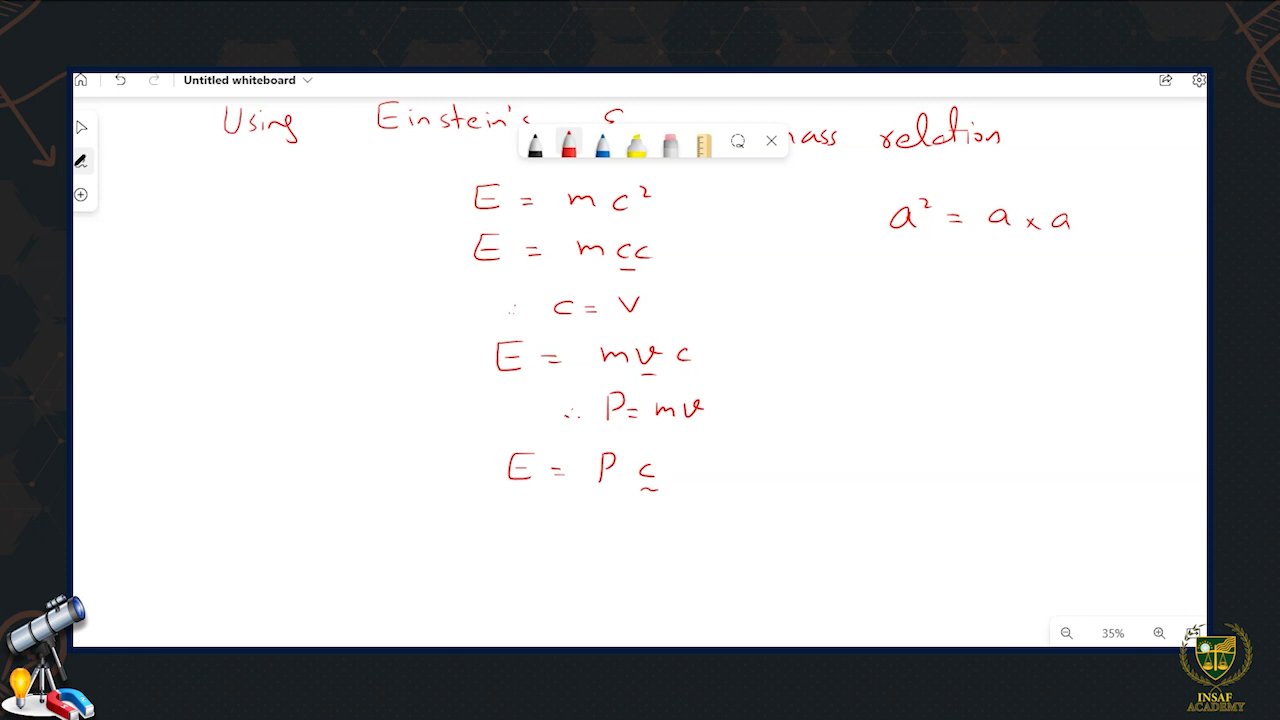 Untitled whiteboard
Using Einstein's
relation
E = mc²
a² = a × a
E = mcc
∴ c = v
E = mvc
∴ P = mv
E = Pc
35%
INSAF
ACADEMY